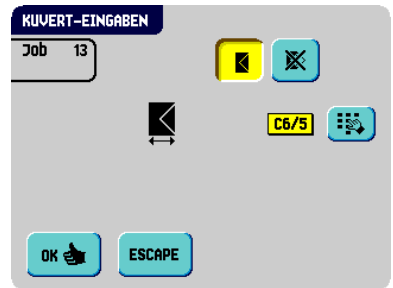 KUVERT-EINGABEN
Job 13
C6/5
OK
ESCAPE